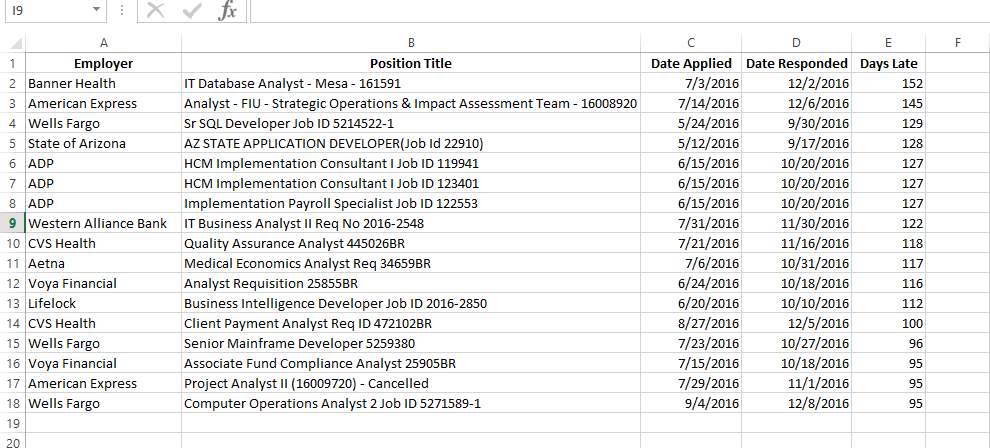 I9 fx
A B C D E F
1 Employer Position Title Date Applied Date Responded Days Late
2 Banner Health IT Database Analyst - Mesa - 161591 7/3/2016 12/2/2016 152
3 American Express Analyst - FIU - Strategic Operations & Impact Assessment Team - 16008920 7/14/2016 12/6/2016 145
4 Wells Fargo Sr SQL Developer Job ID 5214522-1 5/24/2016 9/30/2016 129
5 State of Arizona AZ STATE APPLICATION DEVELOPER(Job Id 22910) 5/12/2016 9/17/2016 128
6 ADP HCM Implementation Consultant I Job ID 119941 6/15/2016 10/20/2016 127
7 ADP HCM Implementation Consultant I Job ID 123401 6/15/2016 10/20/2016 127
8 ADP Implementation Payroll Specialist Job ID 122553 6/15/2016 10/20/2016 127
9 Western Alliance Bank IT Business Analyst II Req No 2016-2548 7/31/2016 11/30/2016 122
10 CVS Health Quality Assurance Analyst 445026BR 7/21/2016 11/16/2016 118
11 Aetna Medical Economics Analyst Req 34659BR 7/6/2016 10/31/2016 117
12 Voya Financial Analyst Requisition 25855BR 6/24/2016 10/18/2016 116
13 Lifelock Business Intelligence Developer Job ID 2016-2850 6/20/2016 10/10/2016 112
14 CVS Health Client Payment Analyst Req ID 472102BR 8/27/2016 12/5/2016 100
15 Wells Fargo Senior Mainframe Developer 5259380 7/23/2016 10/27/2016 96
16 Voya Financial Associate Fund Compliance Analyst 25905BR 7/15/2016 10/18/2016 95
17 American Express Project Analyst II (16009720) - Cancelled 7/29/2016 11/1/2016 95
18 Wells Fargo Computer Operations Analyst 2 Job ID 5271589-1 9/4/2016 12/8/2016 95
19
20